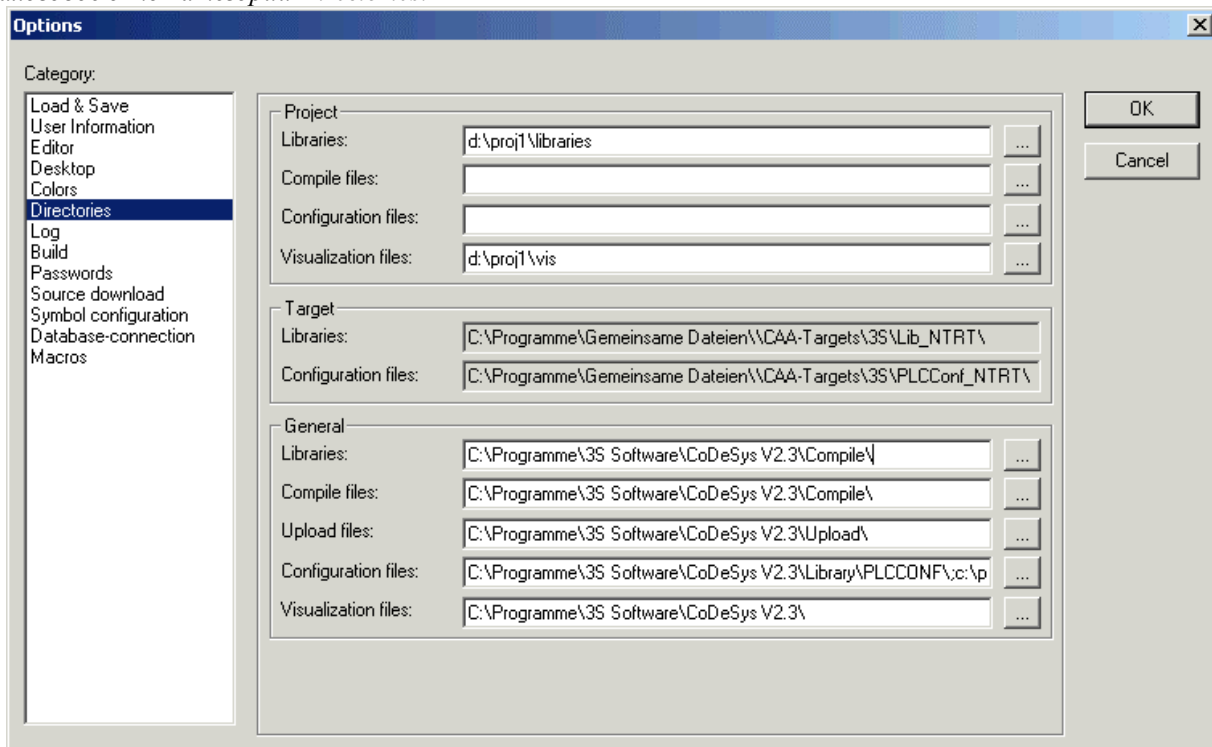 Directories.
Options
Category:
Load & Save
User Information
Editor
Desktop
Colors
Directories
Log
Build
Passwords
Source download
Symbol configuration
Database-connection
Macros
Project
Libraries: d:\proj1\libraries ...
Compile files: ...
Configuration files: ...
Visualization files: d:\proj1\vis ...
Target
Libraries: C:\Programme\Gemeinsame Dateien\\CAA-Targets\3S\Lib_NTRT\
Configuration files: C:\Programme\Gemeinsame Dateien\\CAA-Targets\3S\PLCConf_NTRT\
General
Libraries: C:\Programme\3S Software\CoDeSys V2.3\Compile\ ...
Compile files: C:\Programme\3S Software\CoDeSys V2.3\Compile\ ...
Upload files: C:\Programme\3S Software\CoDeSys V2.3\Upload\ ...
Configuration files: C:\Programme\3S Software\CoDeSys V2.3\Library\PLCCONF\;c:\p ...
Visualization files: C:\Programme\3S Software\CoDeSys V2.3\ ...
OK
Cancel